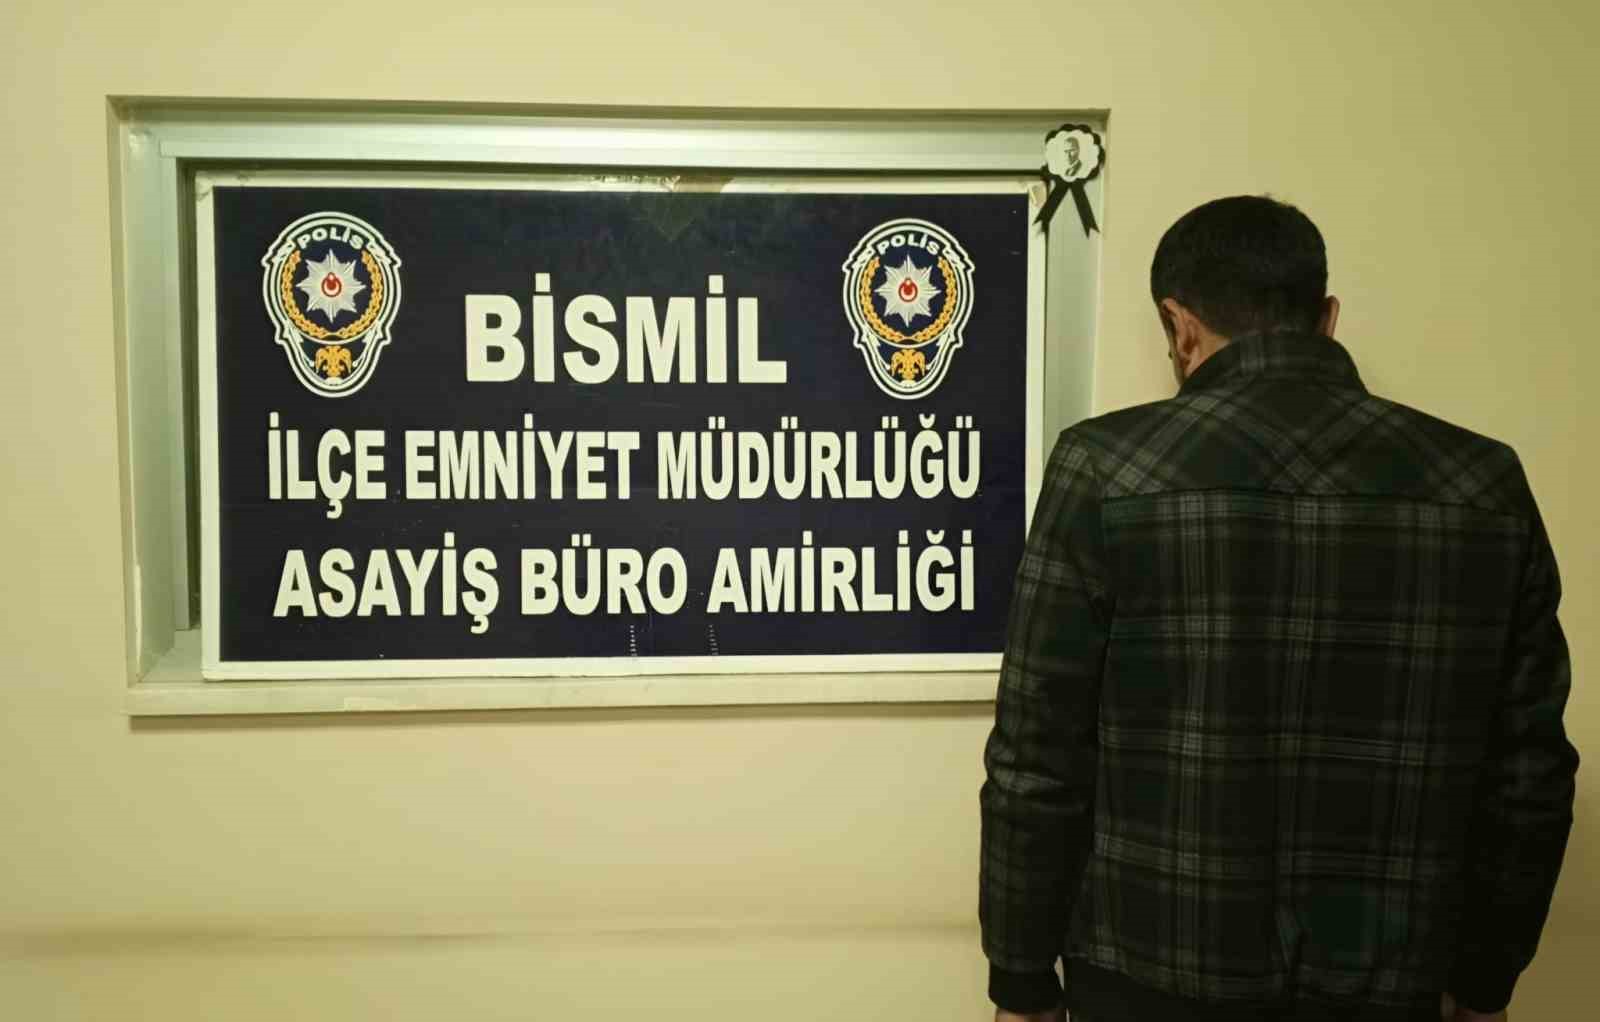 POLİS
POLİS
BİSMİL
İLÇE EMNİYET MÜDÜRLÜĞÜ
ASAYİŞ BÜRO AMİRLİĞİ